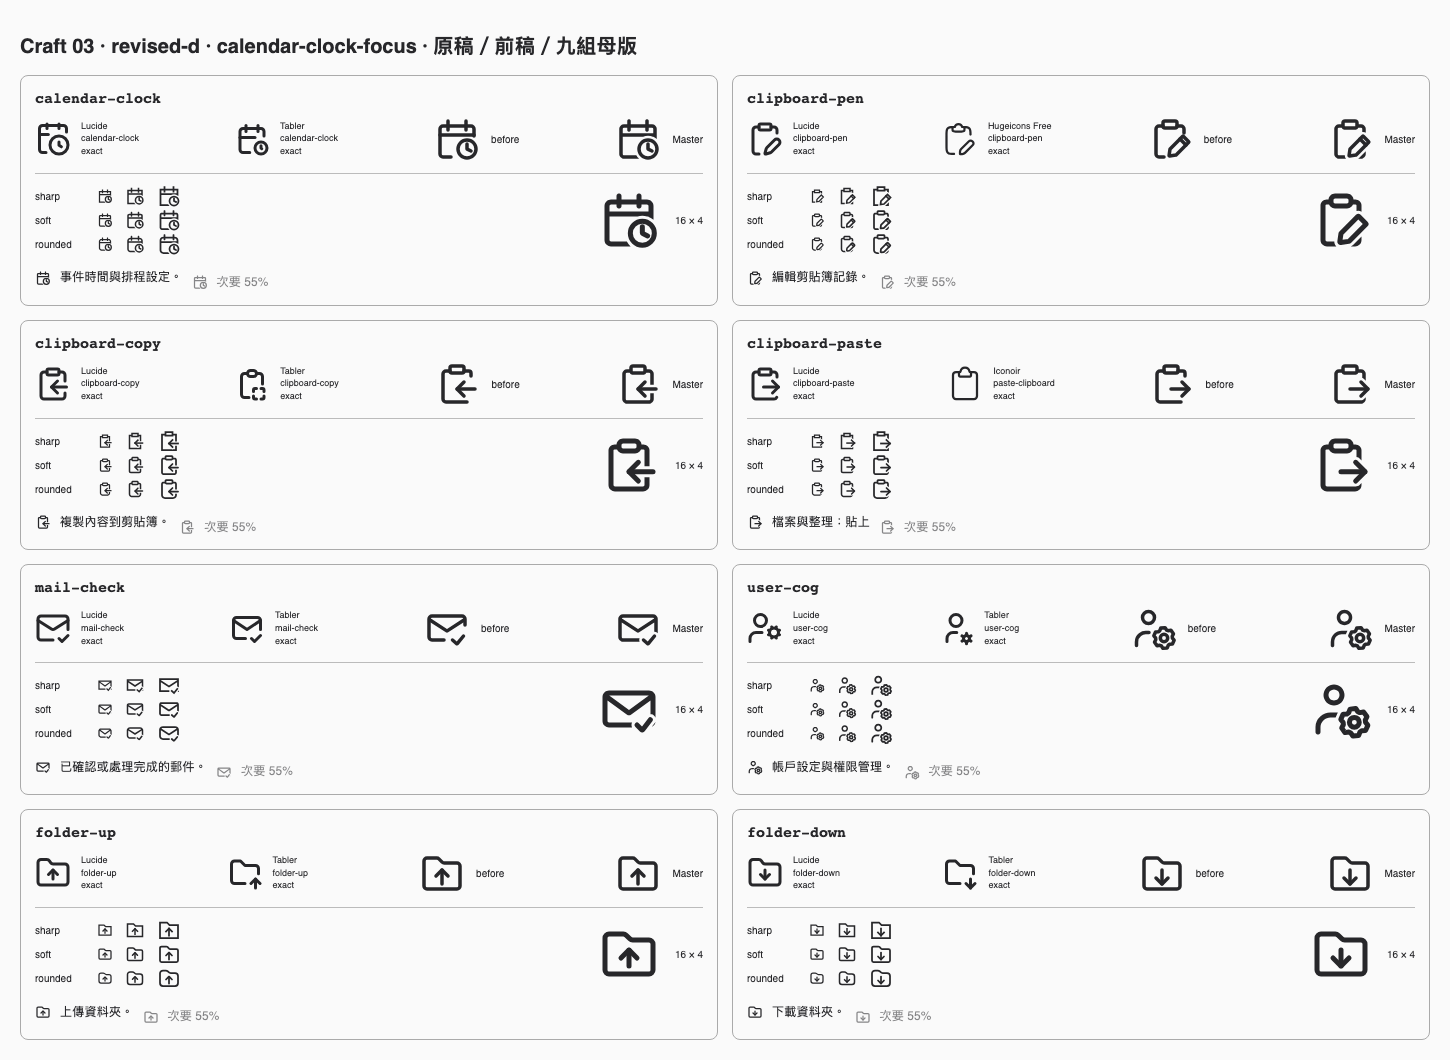 Craft 03 · revised-d · calendar-clock-focus · 原稿 / 前稿 / 九組母版
calendar-clock
Lucide
calendar-clock
exact
Tabler
calendar-clock
exact
before
Master
sharp
soft
rounded
16 × 4
事件時間與排程設定。
次要 55%
clipboard-pen
Lucide
clipboard-pen
exact
Hugeicons Free
clipboard-pen
exact
before
Master
sharp
soft
rounded
16 × 4
編輯剪貼簿記錄。
次要 55%
clipboard-copy
Lucide
clipboard-copy
exact
Tabler
clipboard-copy
exact
before
Master
sharp
soft
rounded
16 × 4
複製內容到剪貼簿。
次要 55%
clipboard-paste
Lucide
clipboard-paste
exact
Iconoir
paste-clipboard
exact
before
Master
sharp
soft
rounded
16 × 4
檔案與整理：貼上
次要 55%
mail-check
Lucide
mail-check
exact
Tabler
mail-check
exact
before
Master
sharp
soft
rounded
16 × 4
已確認或處理完成的郵件。
次要 55%
user-cog
Lucide
user-cog
exact
Tabler
user-cog
exact
before
Master
sharp
soft
rounded
16 × 4
帳戶設定與權限管理。
次要 55%
folder-up
Lucide
folder-up
exact
Tabler
folder-up
exact
before
Master
sharp
soft
rounded
16 × 4
上傳資料夾。
次要 55%
folder-down
Lucide
folder-down
exact
Tabler
folder-down
exact
before
Master
sharp
soft
rounded
16 × 4
下載資料夾。
次要 55%